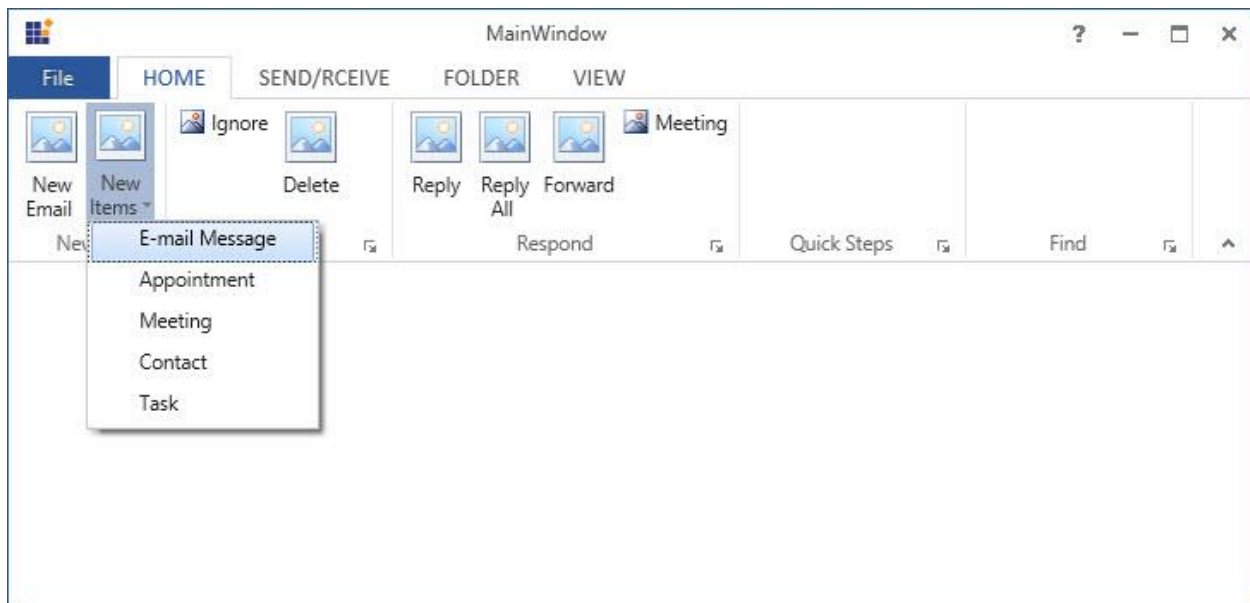 MainWindow
?
File HOME SEND/RCEIVE FOLDER VIEW
Ignore Meeting
New New Delete Reply Reply Forward
Email Items All
Respond Quick Steps Find
E-mail Message
Appointment
Meeting
Contact
Task